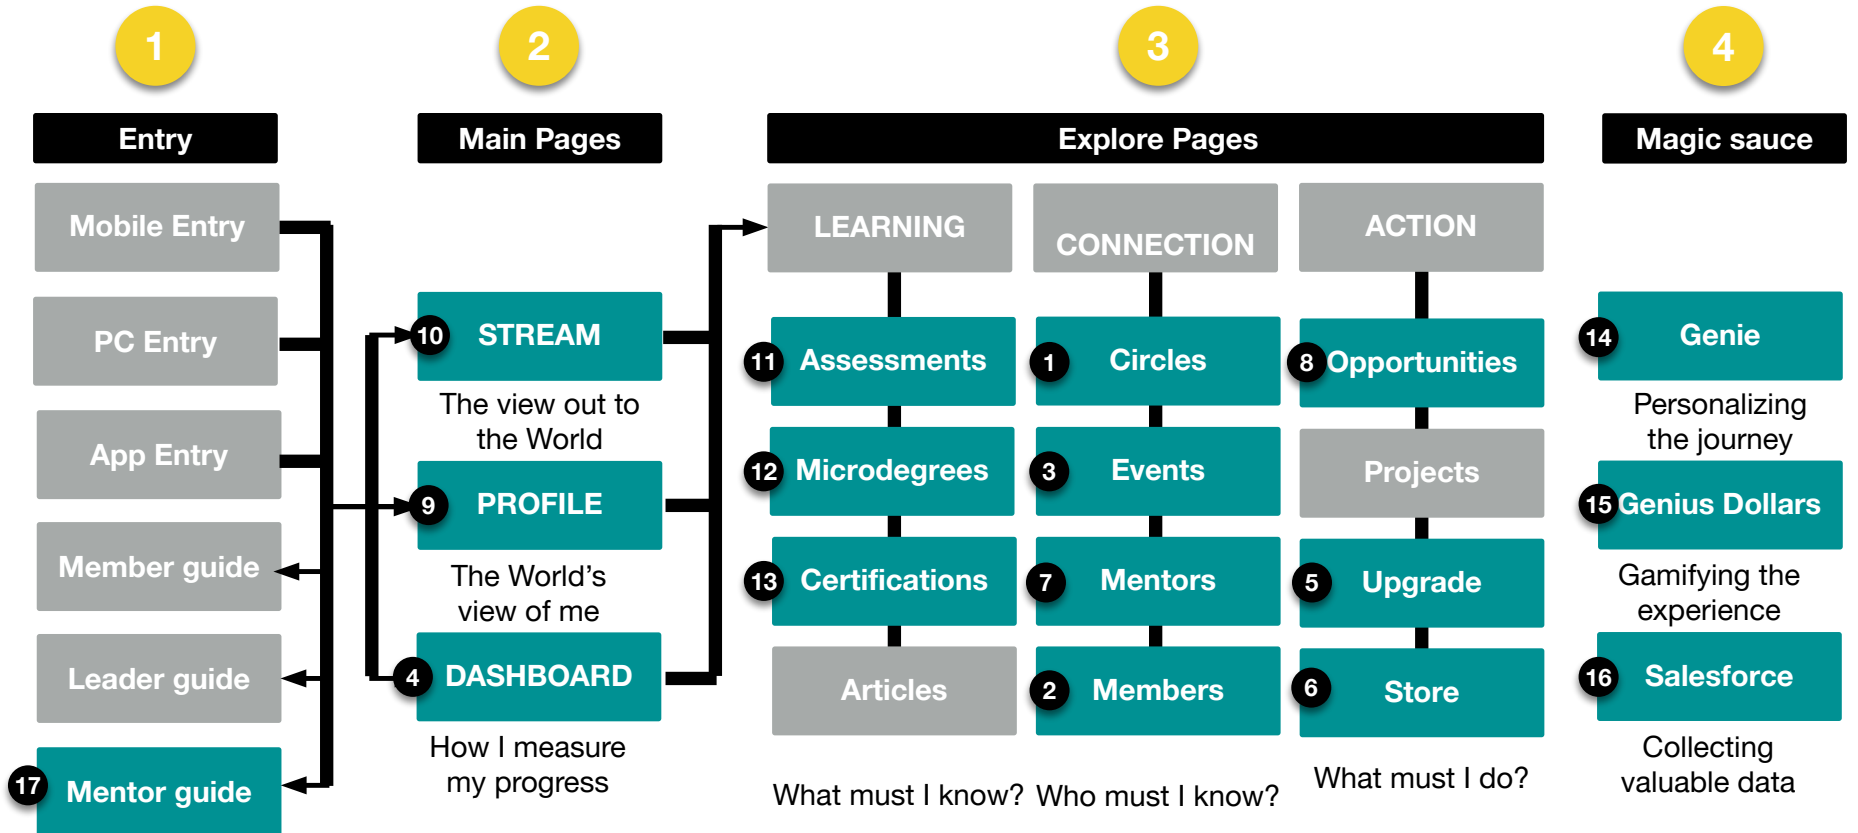 1
2
3
4
Entry
Main Pages
Explore Pages
Magic sauce
Mobile Entry
PC Entry
App Entry
Member guide
Leader guide
17
Mentor guide
10
STREAM
The view out to
the World
9
PROFILE
The World's
view of me
4
DASHBOARD
How I measure
my progress
LEARNING
11
Assessments
12
Microdegrees
13
Certifications
Articles
What must I know?
CONNECTION
1
Circles
3
Events
7
Mentors
2
Members
Who must I know?
ACTION
8
Opportunities
Projects
5
Upgrade
6
Store
What must I do?
14
Genie
Personalizing
the journey
15
Genius Dollars
Gamifying the
experience
16
Salesforce
Collecting
valuable data